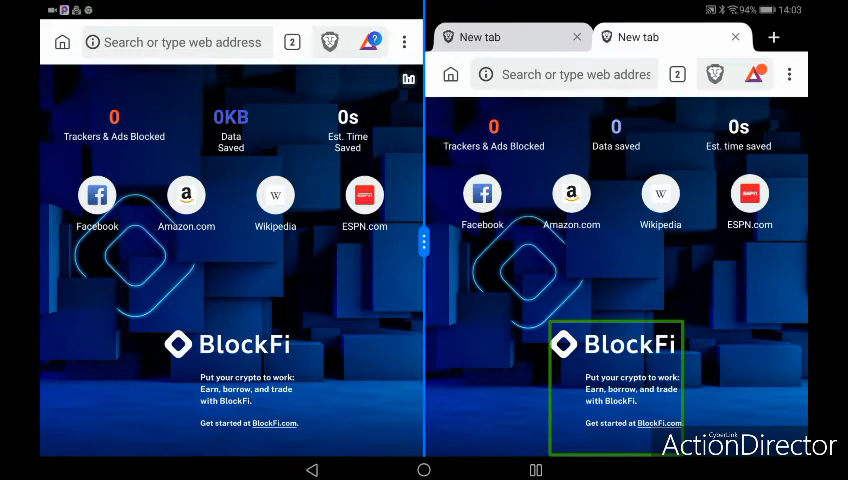 94% 14:03
Search or type web address
2
?
0
Trackers & Ads Blocked
0KB
Data
Saved
0s
Est. Time
Saved
Facebook
a
Amazon.com
W
Wikipedia
ESPN
ESPN.com
BlockFi
Put your crypto to work:
Earn, borrow, and trade
with BlockFi.
Get started at BlockFi.com.
New tab
New tab
Search or type web addres
2
0
Trackers & Ads Blocked
0
Data saved
0s
Est. time saved
Facebook
a
Amazon.com
W
Wikipedia
ESPN
ESPN.com
BlockFi
Put your crypto to work:
Earn, borrow, and trade
with BlockFi.
Get started at BlockFi.com.
CyberLink
ActionDirector